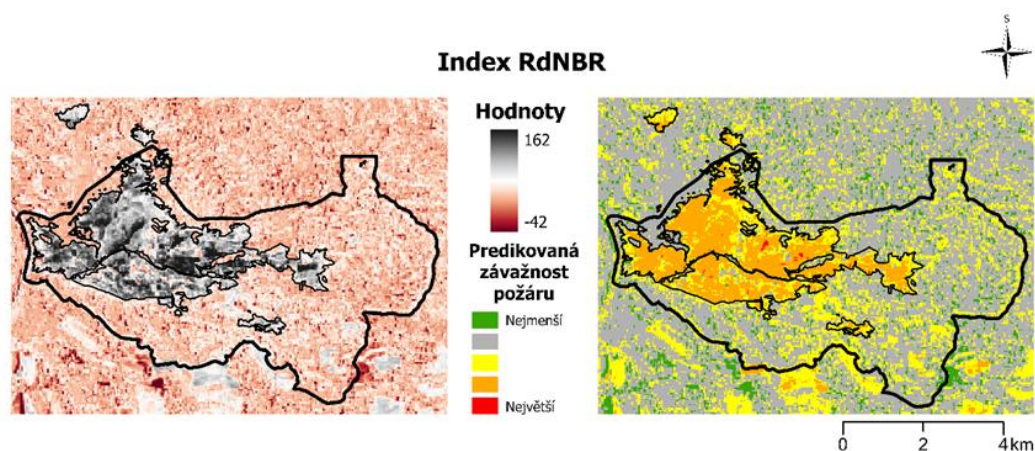 S
Index RdNBR
Hodnoty
162
-42
Predikovaná
závažnost
požáru
Nejmenší
Největší
0 2 4 km